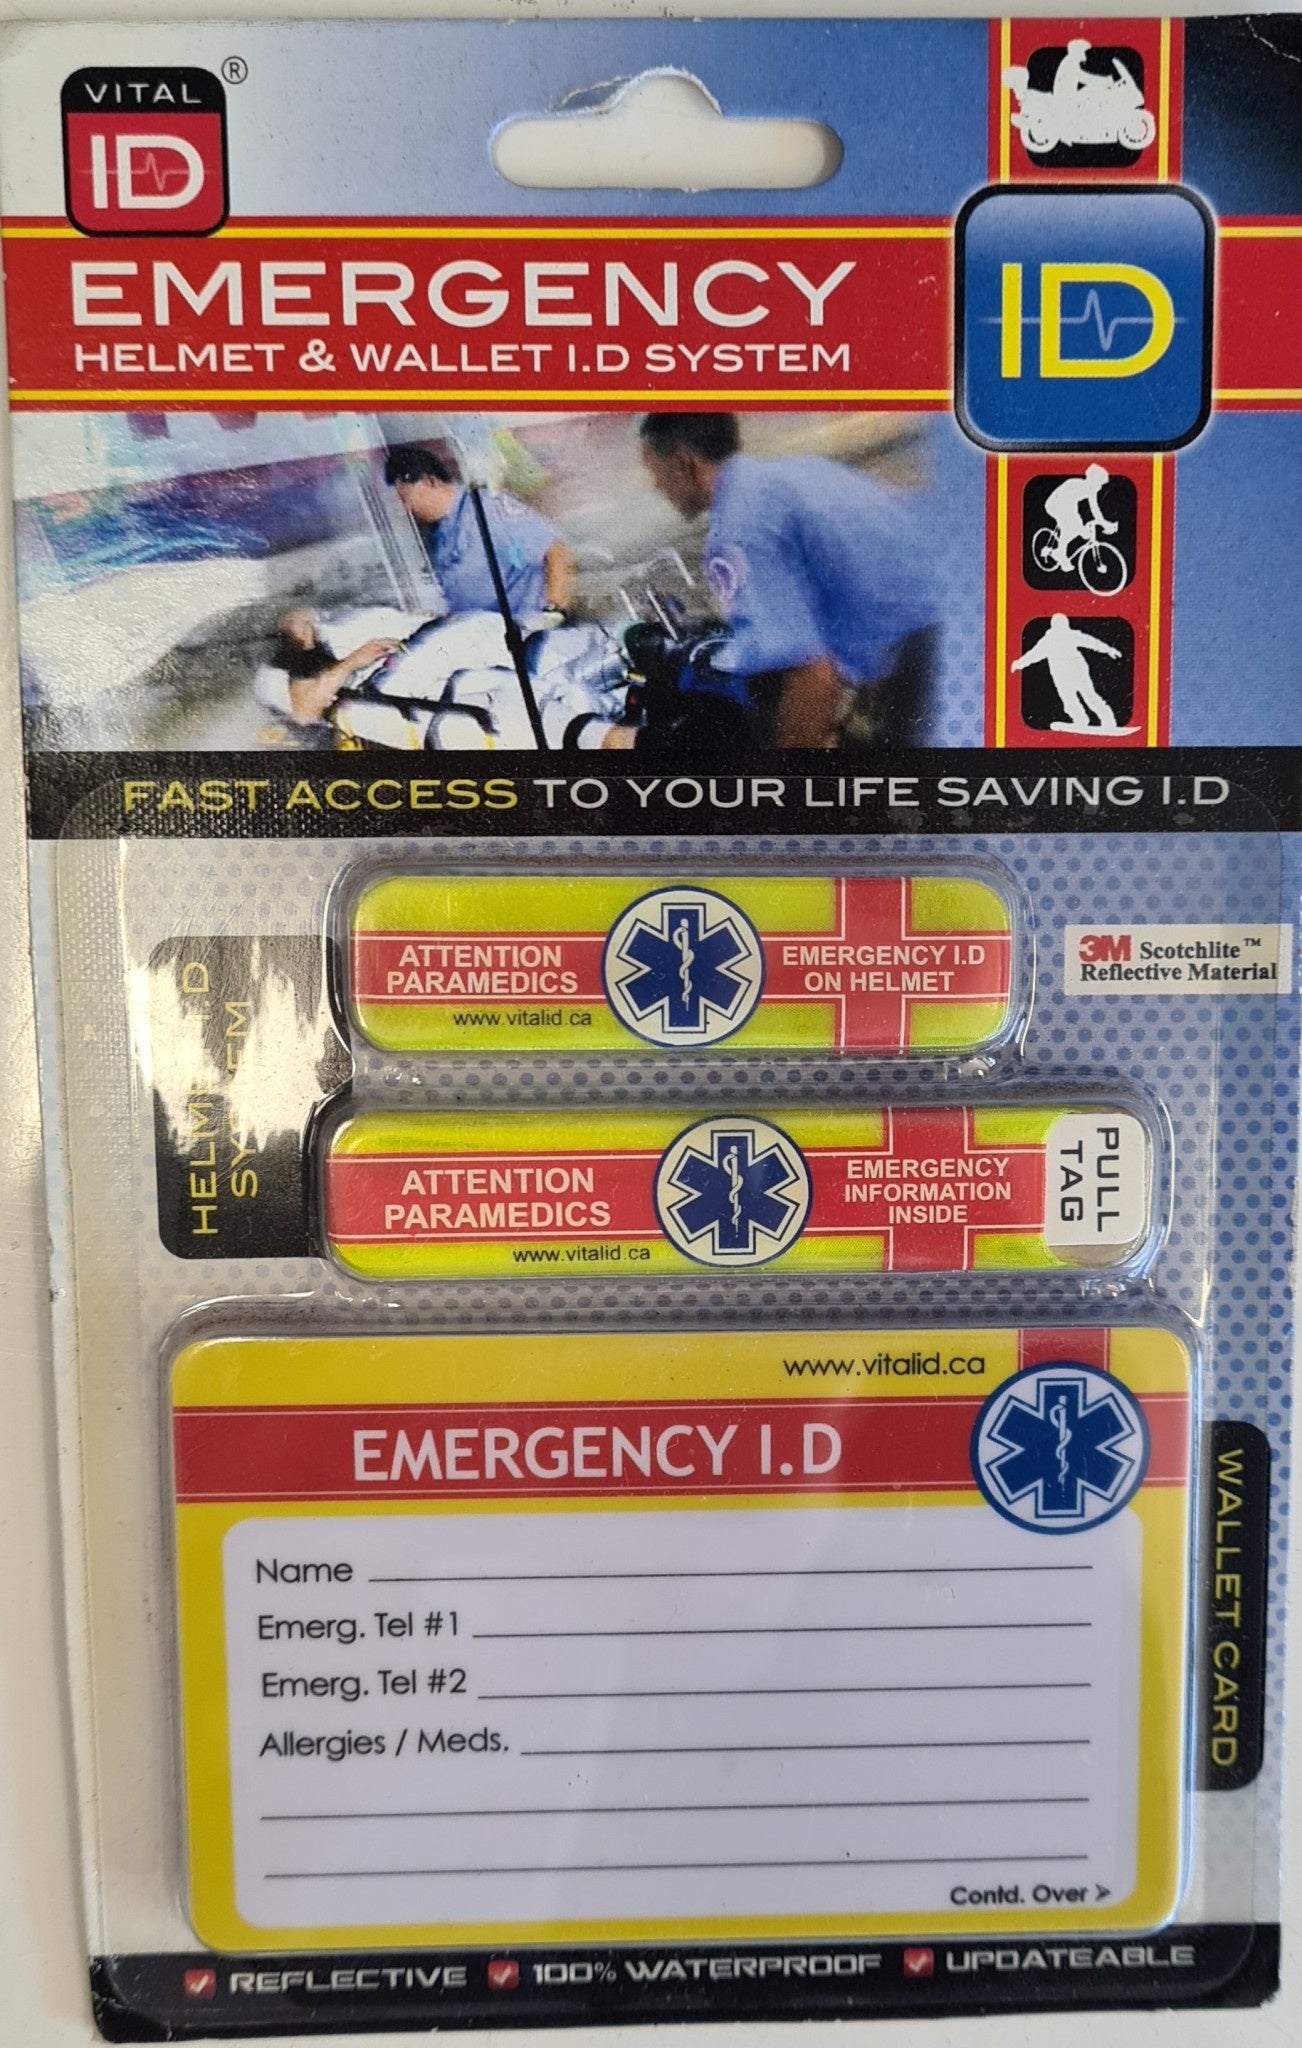 VITAL
ID
®
EMERGENCY
HELMET & WALLET I.D SYSTEM
ID
FAST ACCESS TO YOUR LIFE SAVING I.D
HELMET I.D
SYSTEM
ATTENTION
PARAMEDICS
www.vitalid.ca
EMERGENCY I.D
ON HELMET
3M Scotchlite™
Reflective Material
ATTENTION
PARAMEDICS
www.vitalid.ca
EMERGENCY
INFORMATION
INSIDE
PULL
TAG
www.vitalid.ca
EMERGENCY I.D
Name
Emerg. Tel #1
Emerg. Tel #2
Allergies / Meds.
Contd. Over
WALLET CARD
REFLECTIVE 100% WATERPROOF UPDATEABLE